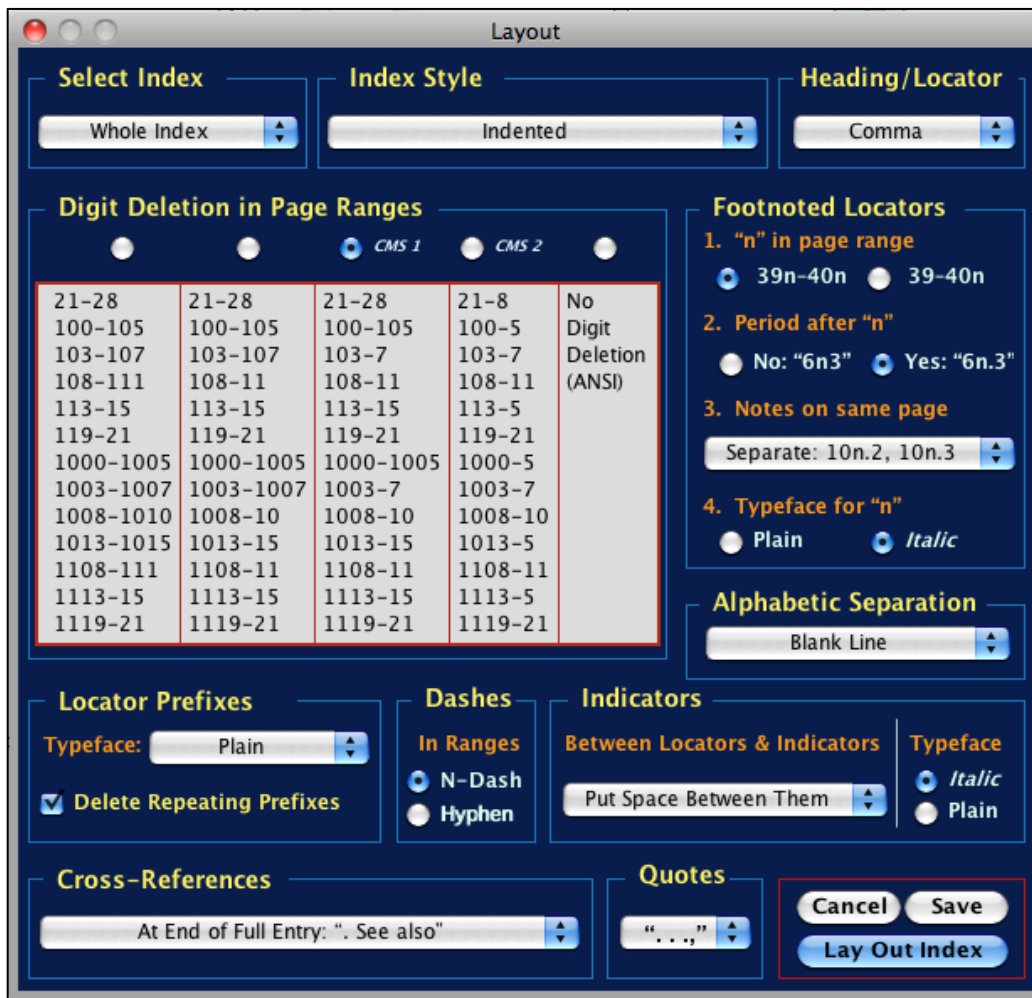 Layout
Select Index
Whole Index
Index Style
Indented
Heading/Locator
Comma
Digit Deletion in Page Ranges
CMS 1 CMS 2
21-28 21-28 21-28 21-8 No
100-105 100-105 100-105 100-5 Digit
103-107 103-107 103-7 103-7 Deletion
108-111 108-11 108-11 108-11 (ANSI)
113-15 113-15 113-15 113-5
119-21 119-21 119-21 119-21
1000-1005 1000-1005 1000-1005 1000-5
1003-1007 1003-1007 1003-7 1003-7
1008-1010 1008-10 1008-10 1008-10
1013-1015 1013-15 1013-15 1013-5
1108-111 1108-11 1108-11 1108-11
1113-15 1113-15 1113-15 1113-5
1119-21 1119-21 1119-21 1119-21
Footnoted Locators
1. “n” in page range
39n-40n 39-40n
2. Period after “n”
No: “6n3” Yes: “6n.3”
3. Notes on same page
Separate: 10n.2, 10n.3
4. Typeface for “n”
Plain Italic
Alphabetic Separation
Blank Line
Locator Prefixes
Typeface: Plain
Delete Repeating Prefixes
Dashes
In Ranges
N-Dash
Hyphen
Indicators
Between Locators & Indicators
Put Space Between Them
Typeface
Italic
Plain
Cross-References
At End of Full Entry: ". See also"
Quotes
“. . .,”
Cancel Save
Lay Out Index